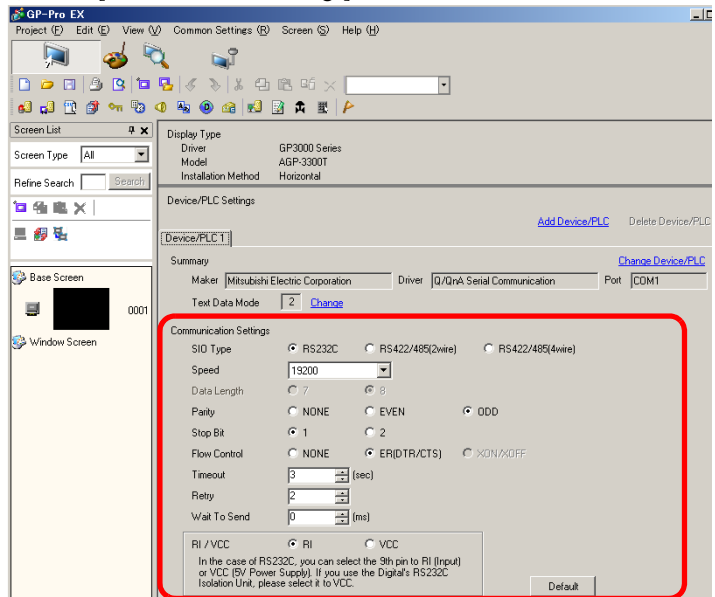 GP-Pro EX
Project (F) Edit (E) View (V) Common Settings (R) Screen (S) Help (H)
Screen List
Screen Type All
Refine Search Search
Base Screen
0001
Window Screen
Display Type
Driver GP3000 Series
Model AGP-3300T
Installation Method Horizontal
Device/PLC Settings
Add Device/PLC Delete Device/PLC
Device/PLC 1
Summary Change Device/PLC
Maker Mitsubishi Electric Corporation Driver Q/QnA Serial Communication Port COM1
Text Data Mode 2 Change
Communication Settings
SIO Type RS232C RS422/485(2wire) RS422/485(4wire)
Speed 19200
Data Length 7 8
Parity NONE EVEN ODD
Stop Bit 1 2
Flow Control NONE ER(DTR/CTS) XON/XOFF
Timeout 3 (sec)
Retry 2
Wait To Send 0 (ms)
RI / VCC RI VCC
In the case of RS232C, you can select the 9th pin to RI (Input)
or VCC (5V Power Supply). If you use the Digital's RS232C
Isolation Unit, please select it to VCC.
Default